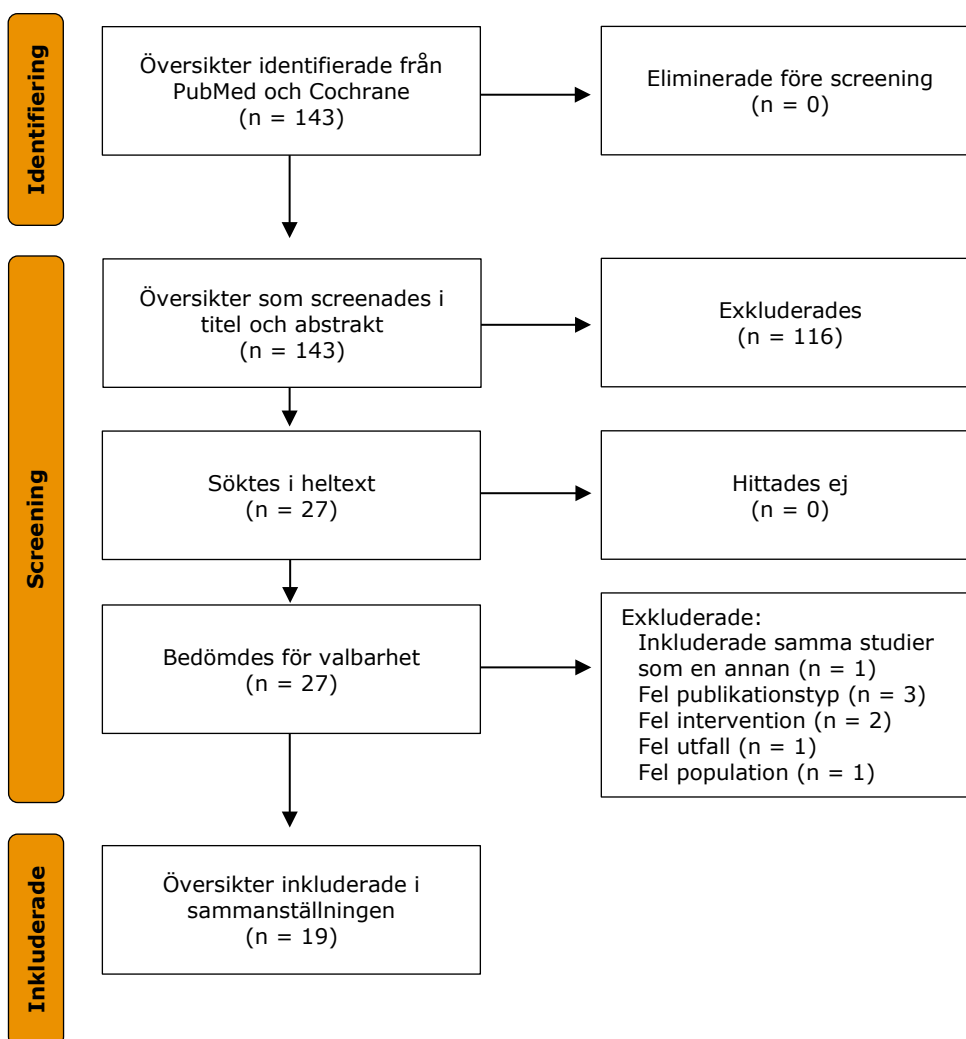 Identifiering
Översikter identifierade från
PubMed och Cochrane
(n = 143)
Eliminerade före screening
(n = 0)
Screening
Översikter som screenades i
titel och abstrakt
(n = 143)
Exkluderades
(n = 116)
Söktes i heltext
(n = 27)
Hittades ej
(n = 0)
Bedömdes för valbarhet
(n = 27)
Exkluderade:
Inkluderade samma studier
som en annan (n = 1)
Fel publikationstyp (n = 3)
Fel intervention (n = 2)
Fel utfall (n = 1)
Fel population (n = 1)
Inkluderade
Översikter inkluderade i
sammanställningen
(n = 19)